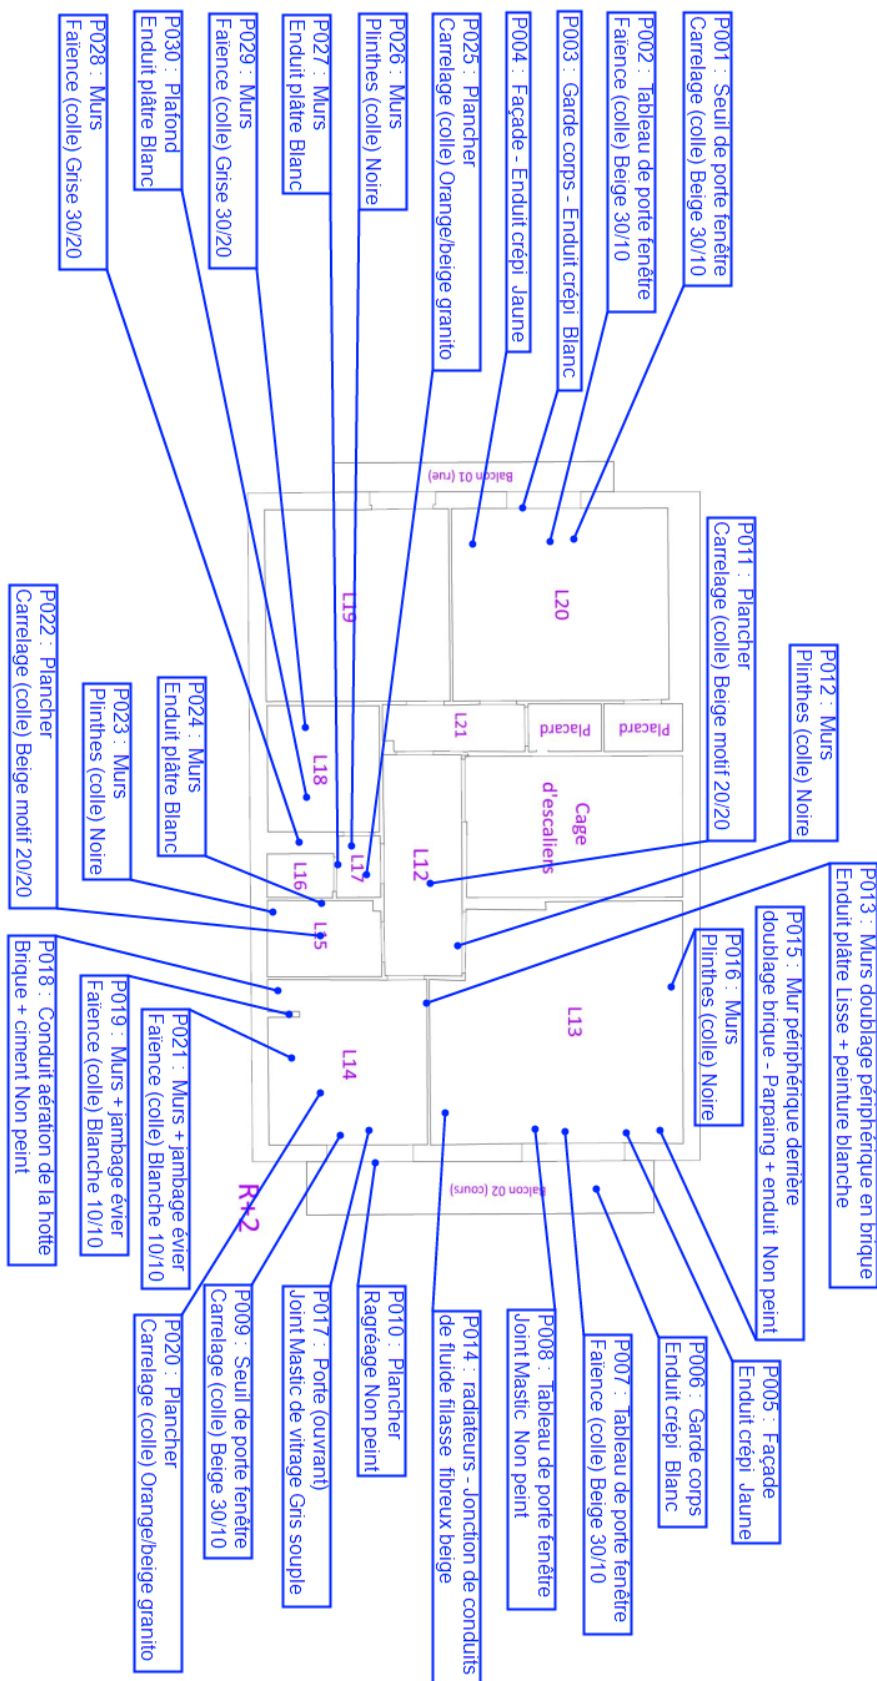 P001 : Seuil de porte fenêtre
Carrelage (colle) Beige 30/10
P002 : Tableau de porte fenêtre
Faïence (colle) Beige 30/10
P003 : Garde corps - Enduit crépi Blanc
P004 : Façade - Enduit crépi Jaune
P025 : Plancher
Carrelage (colle) Orange/beige granito
P026 : Murs
Plinthes (colle) Noire
P027 : Murs
Enduit plâtre Blanc
P029 : Murs
Faïence (colle) Grise 30/20
P030 : Plafond
Enduit plâtre Blanc
P028 : Murs
Faïence (colle) Grise 30/20
P011 : Plancher
Carrelage (colle) Beige motif 20/20
P012 : Murs
Plinthes (colle) Noire
P013 : Murs doublage périphérique en brique
Enduit plâtre Lisse + peinture blanche
P015 : Mur périphérique derrière
doublage brique - Parpaing + enduit Non peint
P016 : Murs
Plinthes (colle) Noire
Balcon 01 (rue)
L20
L19
Placard
Placard
L21
Cage
d'escaliers
L18
L12
L17
L16
L15
L13
L14
Balcon 02 (cours)
R+2
P024 : Murs
Enduit plâtre Blanc
P023 : Murs
Plinthes (colle) Noire
P022 : Plancher
Carrelage (colle) Beige motif 20/20
P005 : Façade
Enduit crépi Jaune
P006 : Garde corps
Enduit crépi Blanc
P007 : Tableau de porte fenêtre
Faïence (colle) Beige 30/10
P008 : Tableau de porte fenêtre
Joint Mastic Non peint
P014 : radiateurs - Jonction de conduits
de fluide filasse fibreux beige
P010 : Plancher
Ragréage Non peint
P017 : Porte (ouvrant)
Joint Mastic de vitrage Gris souple
P009 : Seuil de porte fenêtre
Carrelage (colle) Beige 30/10
P020 : Plancher
Carrelage (colle) Orange/beige granito
P021 : Murs + jambage évier
Faïence (colle) Blanche 10/10
P019 : Murs + jambage évier
Faïence (colle) Blanche 10/10
P018 : Conduit aération de la hotte
Brique + ciment Non peint